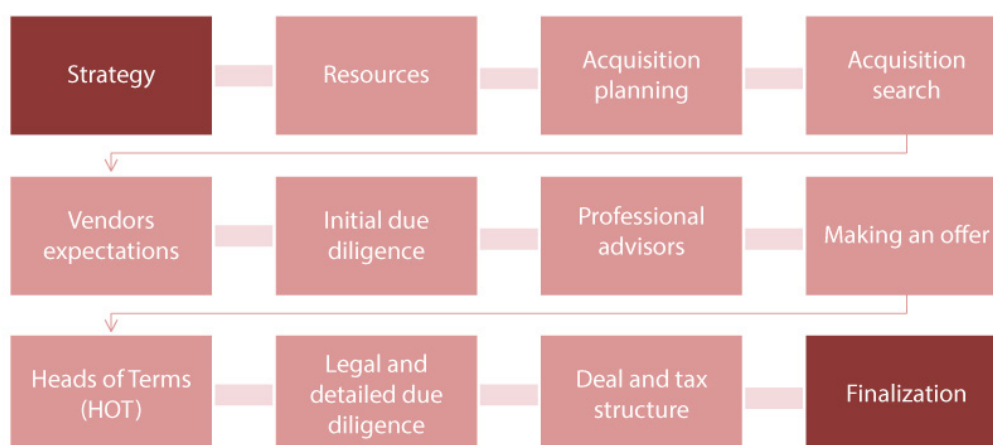 Strategy
Resources
Acquisition
planning
Acquisition
search
Vendors
expectations
Initial due
diligence
Professional
advisors
Making an offer
Heads of Terms
(HOT)
Legal and
detailed due
diligence
Deal and tax
structure
Finalization